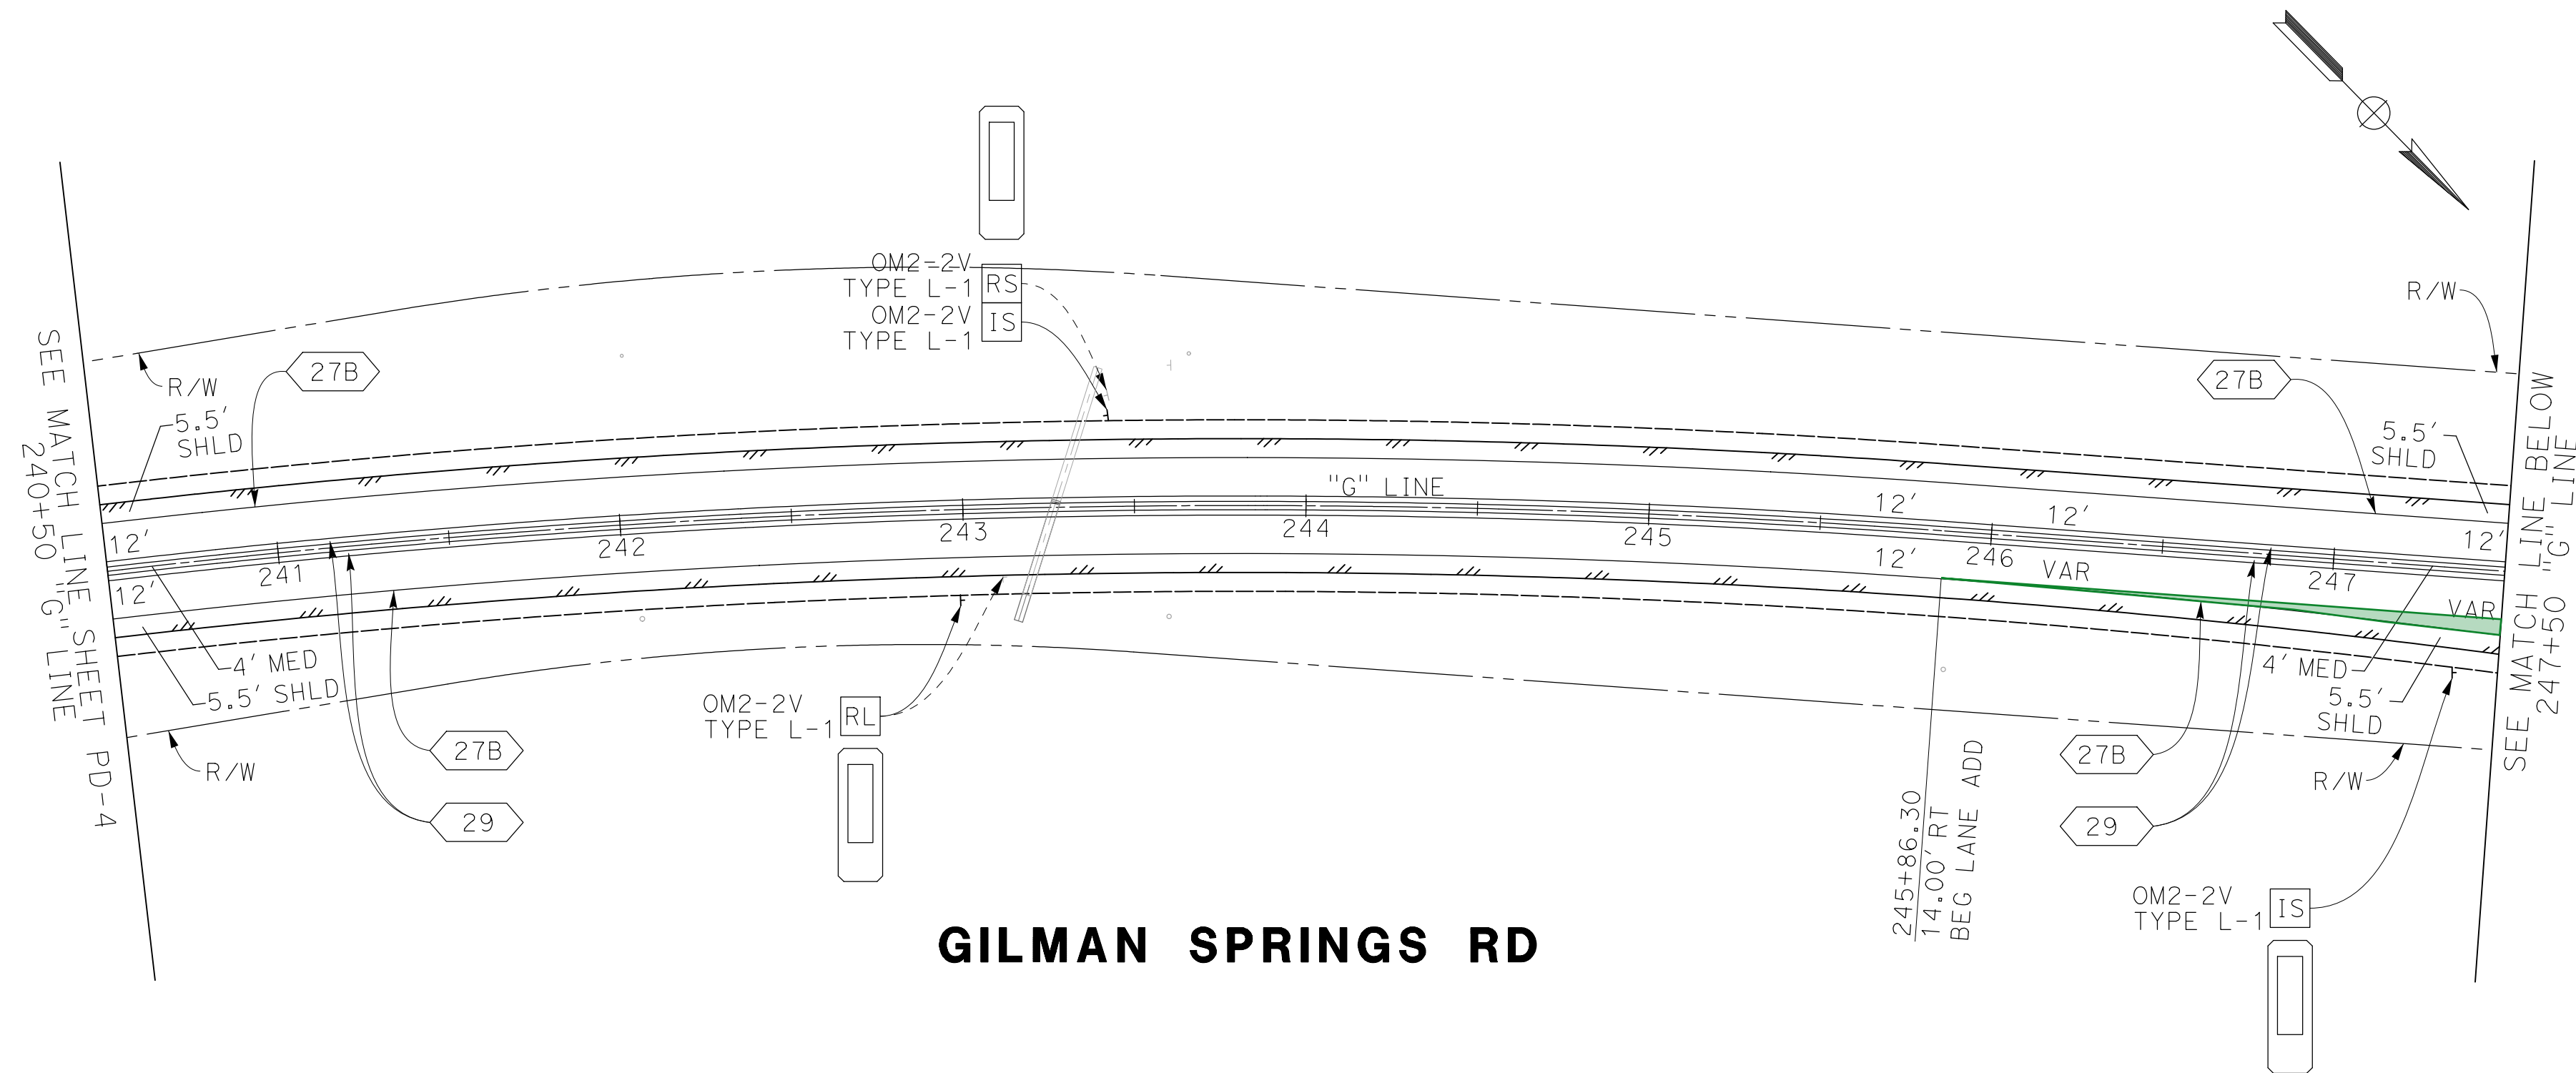 OM2-2V
TYPE L-1
RS
OM2-2V
TYPE L-1
IS
R/W
27B
R/W
5.5'
SHLD
27B
5.5'
SHLD
SEE MATCH LINE SHEET PD-4
240+50 "G" LINE
SEE MATCH LINE BELOW
247+50 "G" LINE
"G" LINE
12'
12'
12'
12'
12'
12'
241
242
243
244
245
246
247
VAR
VAR
4' MED
5.5' SHLD
4' MED
5.5'
SHLD
OM2-2V
TYPE L-1
RL
27B
R/W
29
27B
R/W
29
245+86.30
14.00' RT
BEG LANE ADD
OM2-2V
TYPE L-1
IS
GILMAN SPRINGS RD